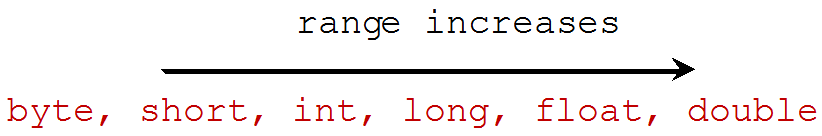 range increases
byte, short, int, long, float, double